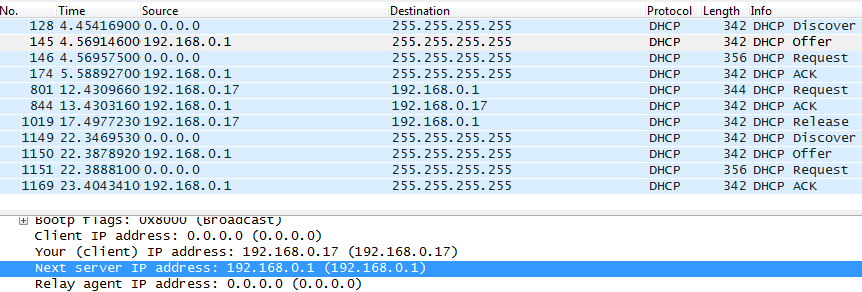 No. Time Source Destination Protocol Length Info
128 4.45416900 0.0.0.0 255.255.255.255 DHCP 342 DHCP Discover
145 4.56914600 192.168.0.1 255.255.255.255 DHCP 342 DHCP Offer
146 4.56957500 0.0.0.0 255.255.255.255 DHCP 356 DHCP Request
174 5.58892700 192.168.0.1 255.255.255.255 DHCP 342 DHCP ACK
801 12.4309660 192.168.0.17 192.168.0.1 DHCP 344 DHCP Request
844 13.4303160 192.168.0.1 192.168.0.17 DHCP 342 DHCP ACK
1019 17.4977230 192.168.0.17 192.168.0.1 DHCP 342 DHCP Release
1149 22.3469530 0.0.0.0 255.255.255.255 DHCP 342 DHCP Discover
1150 22.3878920 192.168.0.1 255.255.255.255 DHCP 342 DHCP Offer
1151 22.3888100 0.0.0.0 255.255.255.255 DHCP 356 DHCP Request
1169 23.4043410 192.168.0.1 255.255.255.255 DHCP 342 DHCP ACK
Bootp flags: 0x8000 (Broadcast)
Client IP address: 0.0.0.0 (0.0.0.0)
Your (client) IP address: 192.168.0.17 (192.168.0.17)
Next server IP address: 192.168.0.1 (192.168.0.1)
Relay agent IP address: 0.0.0.0 (0.0.0.0)